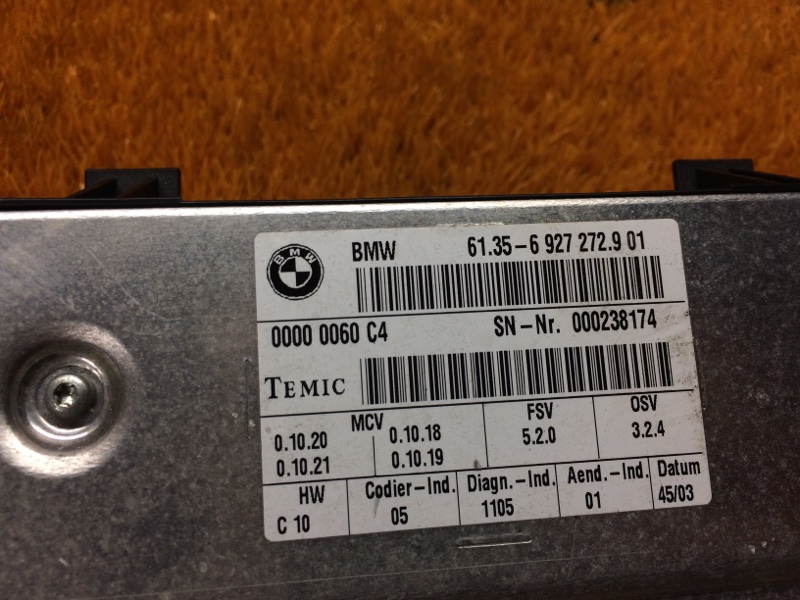 BMW
BMW 61.35-6 927 272.9 01
0000 0060 C4 SN-Nr. 000238174
TEMIC
MCV FSV OSV
0.10.20 0.10.18 5.2.0 3.2.4
0.10.21 0.10.19
HW Codier-Ind. Diagn.-Ind. Aend.-Ind. Datum
C 10 05 1105 01 45/03